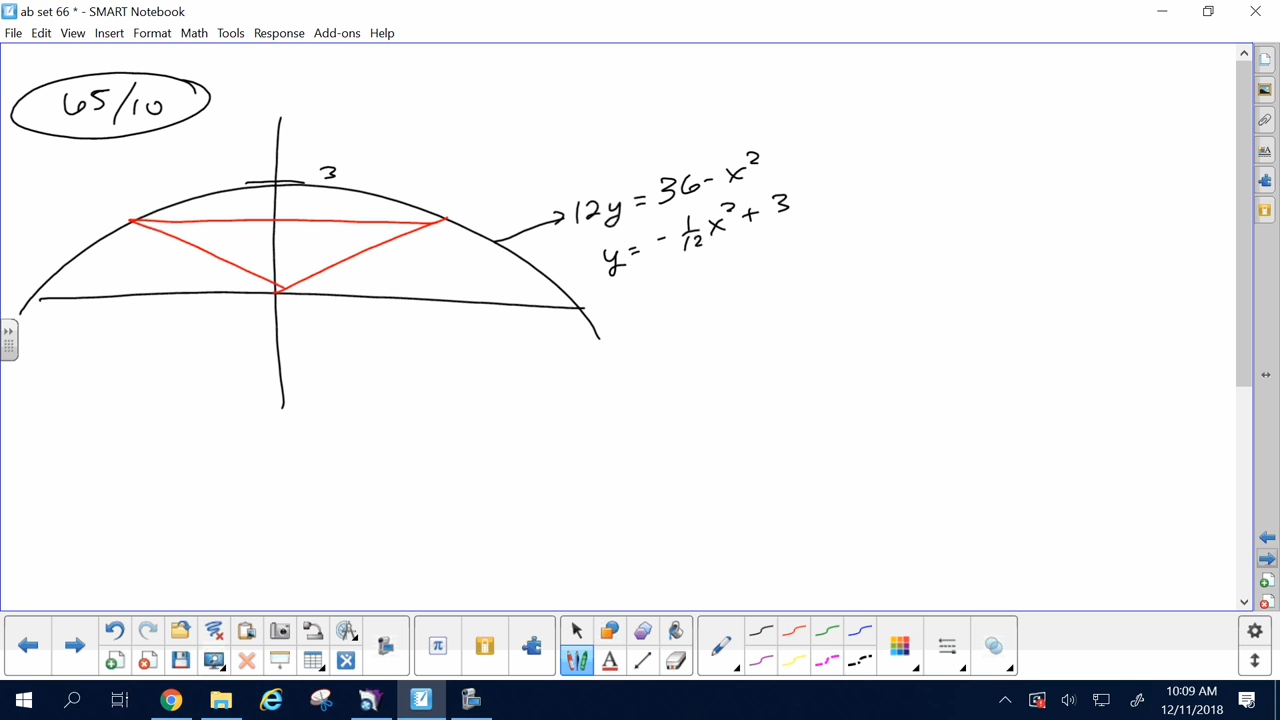 ab set 66 * - SMART Notebook
File Edit View Insert Format Math Tools Response Add-ons Help
65/10
3
12y = 36 - x²
y = - 1/12 x² + 3
10:09 AM
12/11/2018